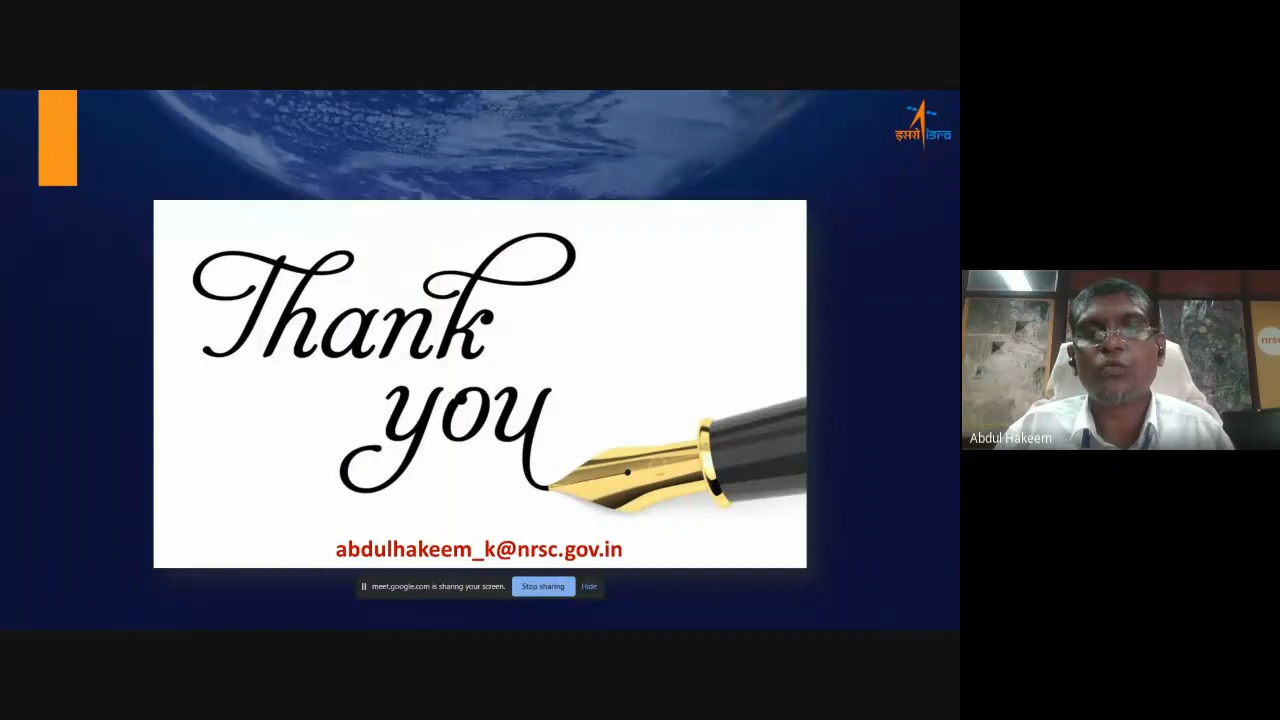 इसरो isro
Thank
you
abdulhakeem_k@nrsc.gov.in
meet.google.com is sharing your screen. Stop sharing Hide
nrsc
Abdul Hakeem